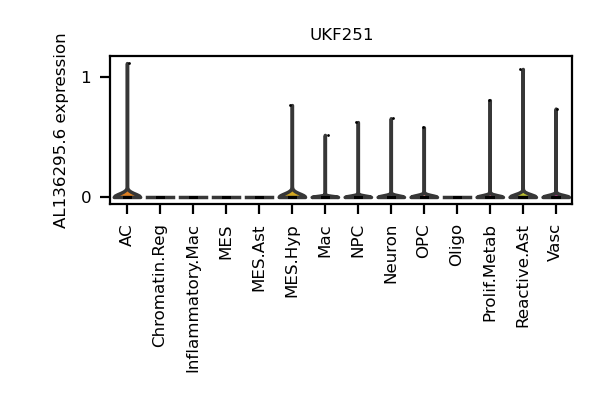 UKF251
AL136295.6 expression
1
0
AC
Chromatin.Reg
Inflammatory.Mac
MES
MES.Ast
MES.Hyp
Mac
NPC
Neuron
OPC
Oligo
Prolif.Metab
Reactive.Ast
Vasc